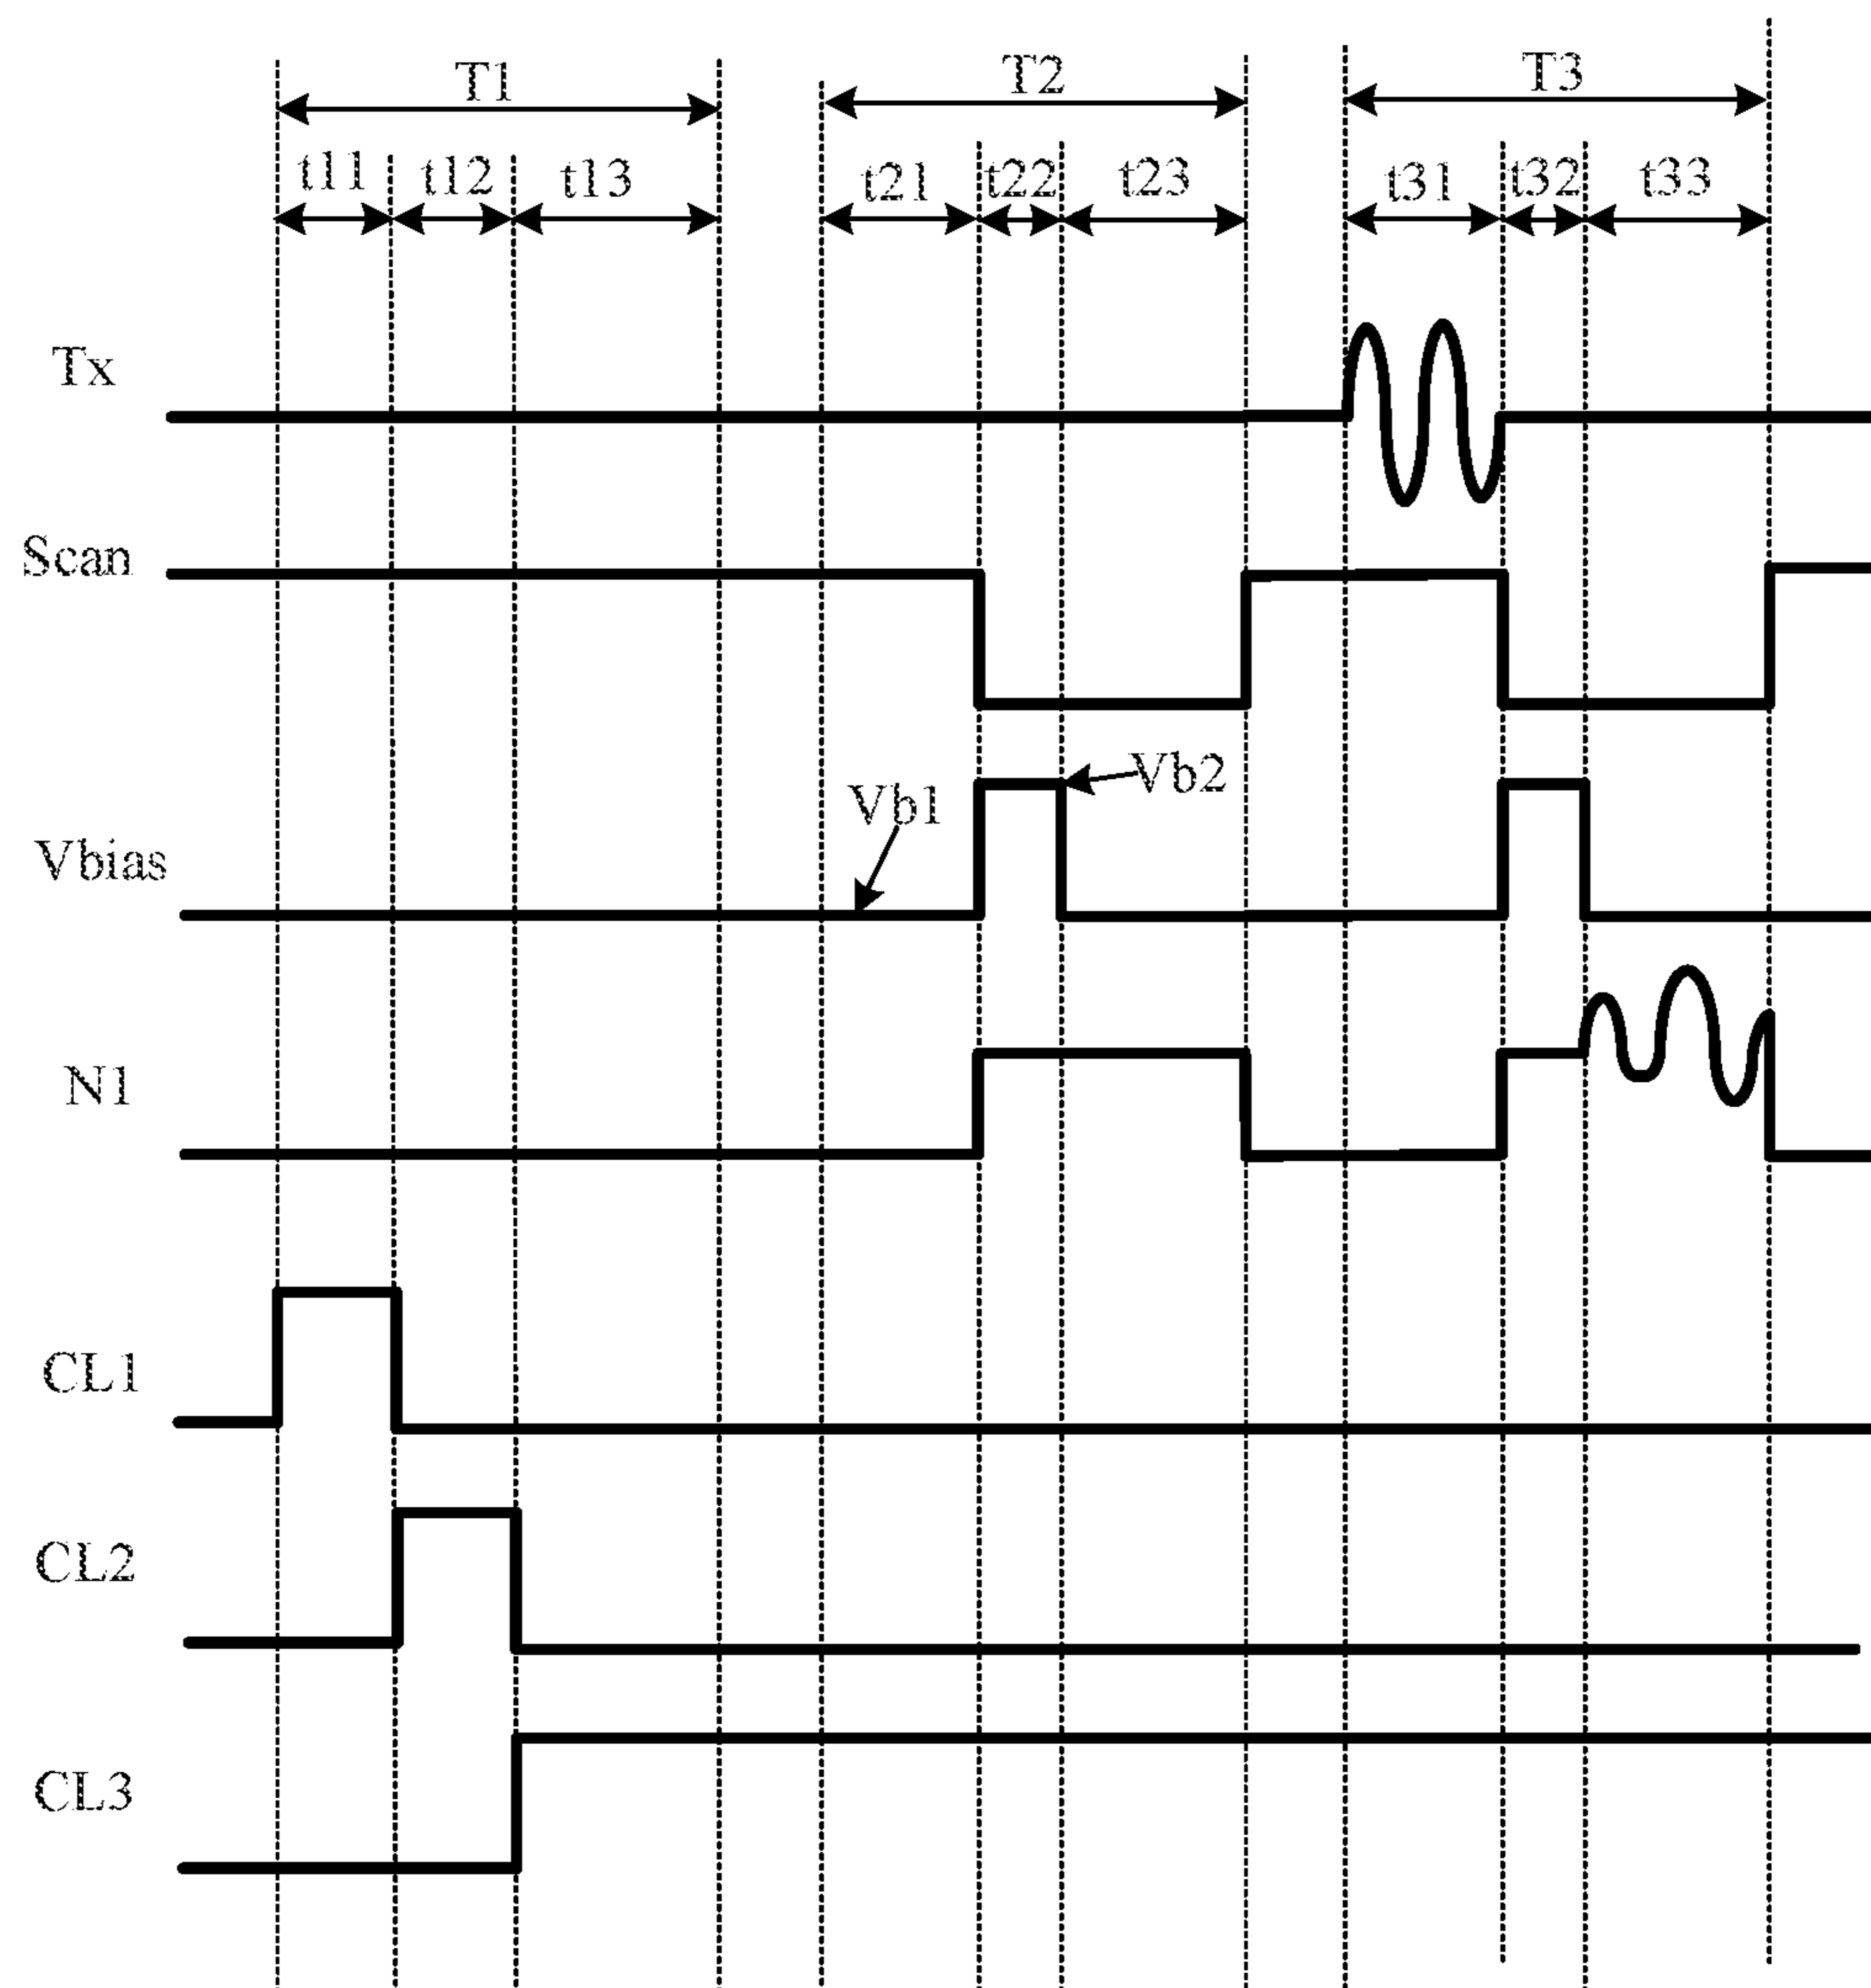 T1 T2 T3
t11 t12 t13 t21 t22 t23 t31 t32 t33
Tx
Scan
Vb1 Vb2
Vbias
N1
CL1
CL2
CL3